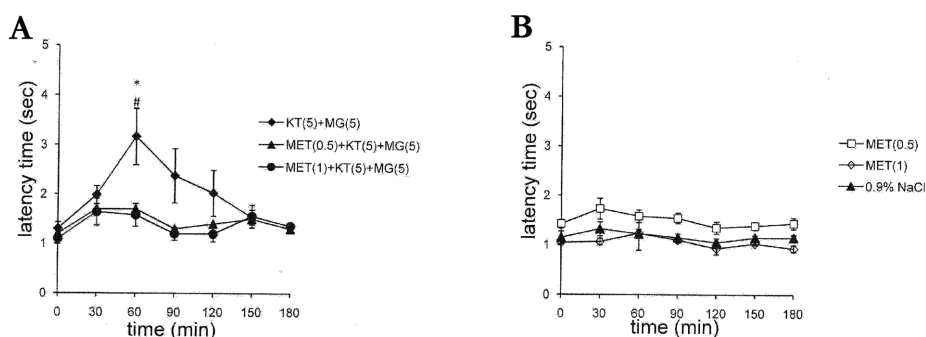 A
latency time (sec)
5
4
3
2
1
0
*
#
KT(5)+MG(5)
MET(0.5)+KT(5)+MG(5)
MET(1)+KT(5)+MG(5)
0 30 60 90 120 150 180
time (min)
B
latency time (sec)
5
4
3
2
1
0
MET(0.5)
MET(1)
0.9% NaCl
0 30 60 90 120 150 180
time (min)